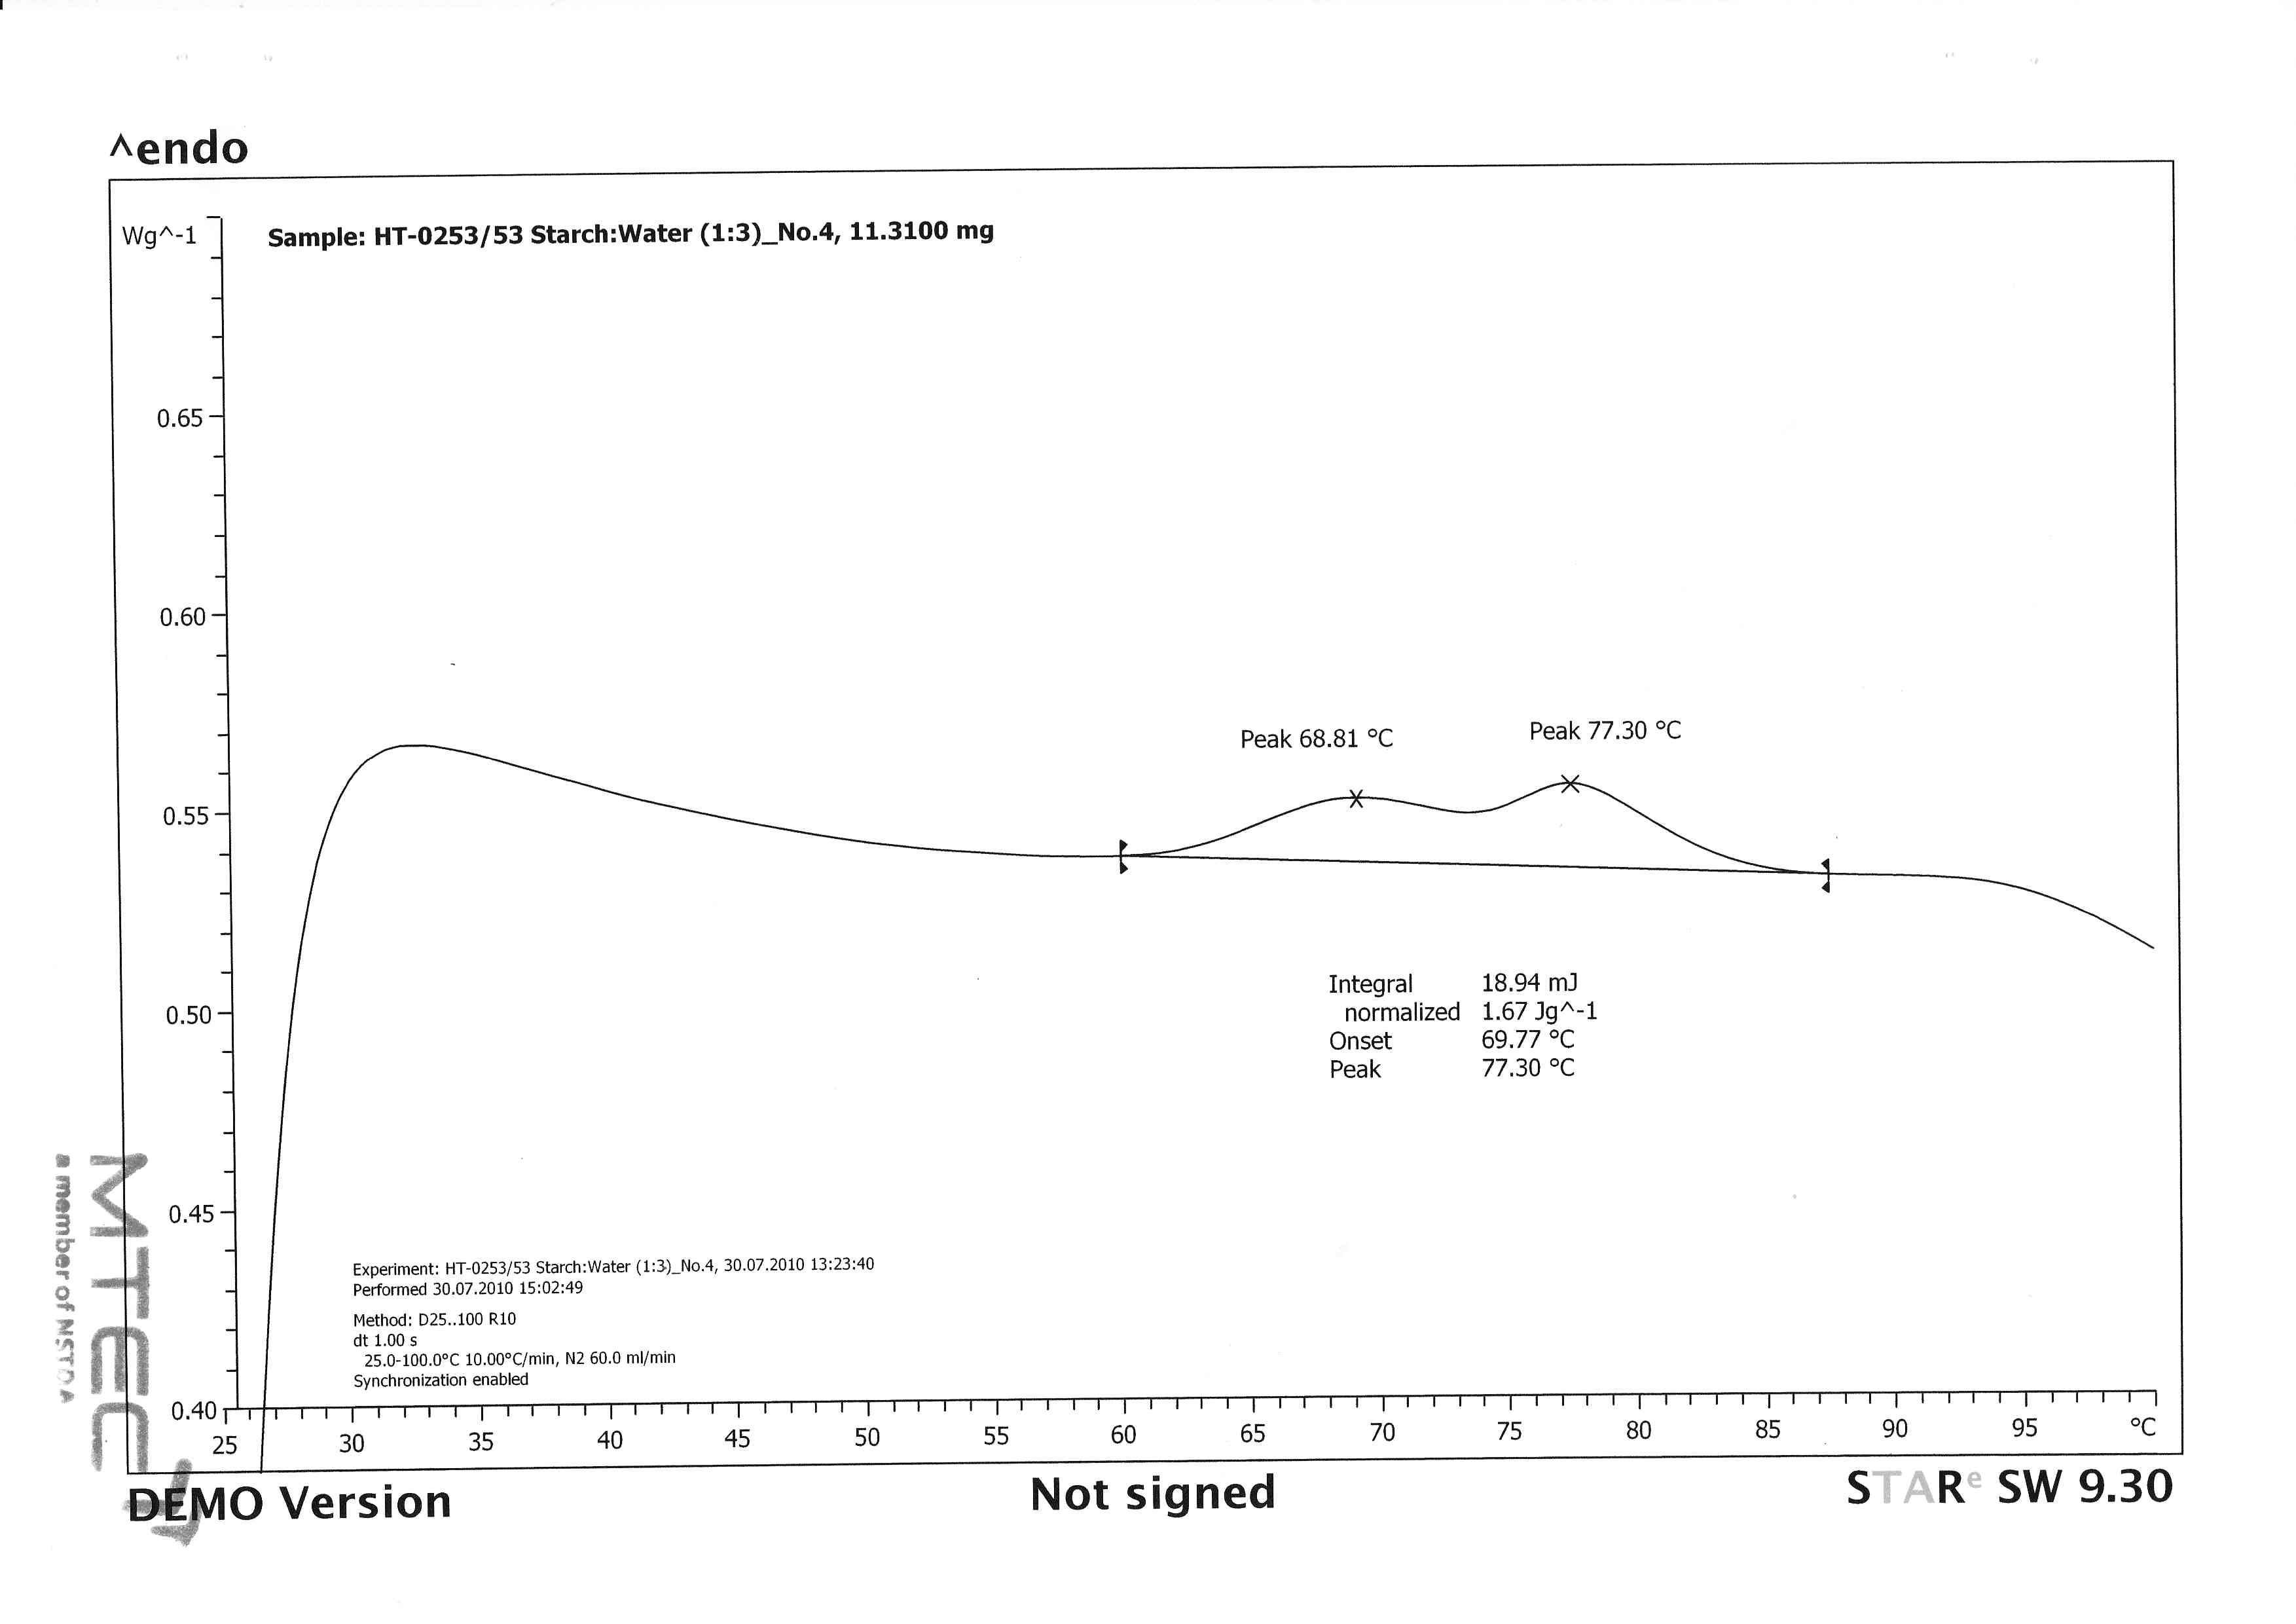 ^endo
Wg^-1
Sample: HT-0253/53 Starch:Water (1:3)_No.4, 11.3100 mg
0.65
0.60
Peak 68.81 °C
Peak 77.30 °C
0.55
Integral 18.94 mJ
normalized 1.67 Jg^-1
Onset 69.77 °C
Peak 77.30 °C
0.50
0.45
Experiment: HT-0253/53 Starch:Water (1:3)_No.4, 30.07.2010 13:23:40
Performed 30.07.2010 15:02:49
Method: D25..100 R10
dt 1.00 s
25.0-100.0°C 10.00°C/min, N2 60.0 ml/min
Synchronization enabled
0.40
25 30 35 40 45 50 55 60 65 70 75 80 85 90 95 °C
MTEC
a member of NSTDA
DEMO Version
Not signed
STARe SW 9.30